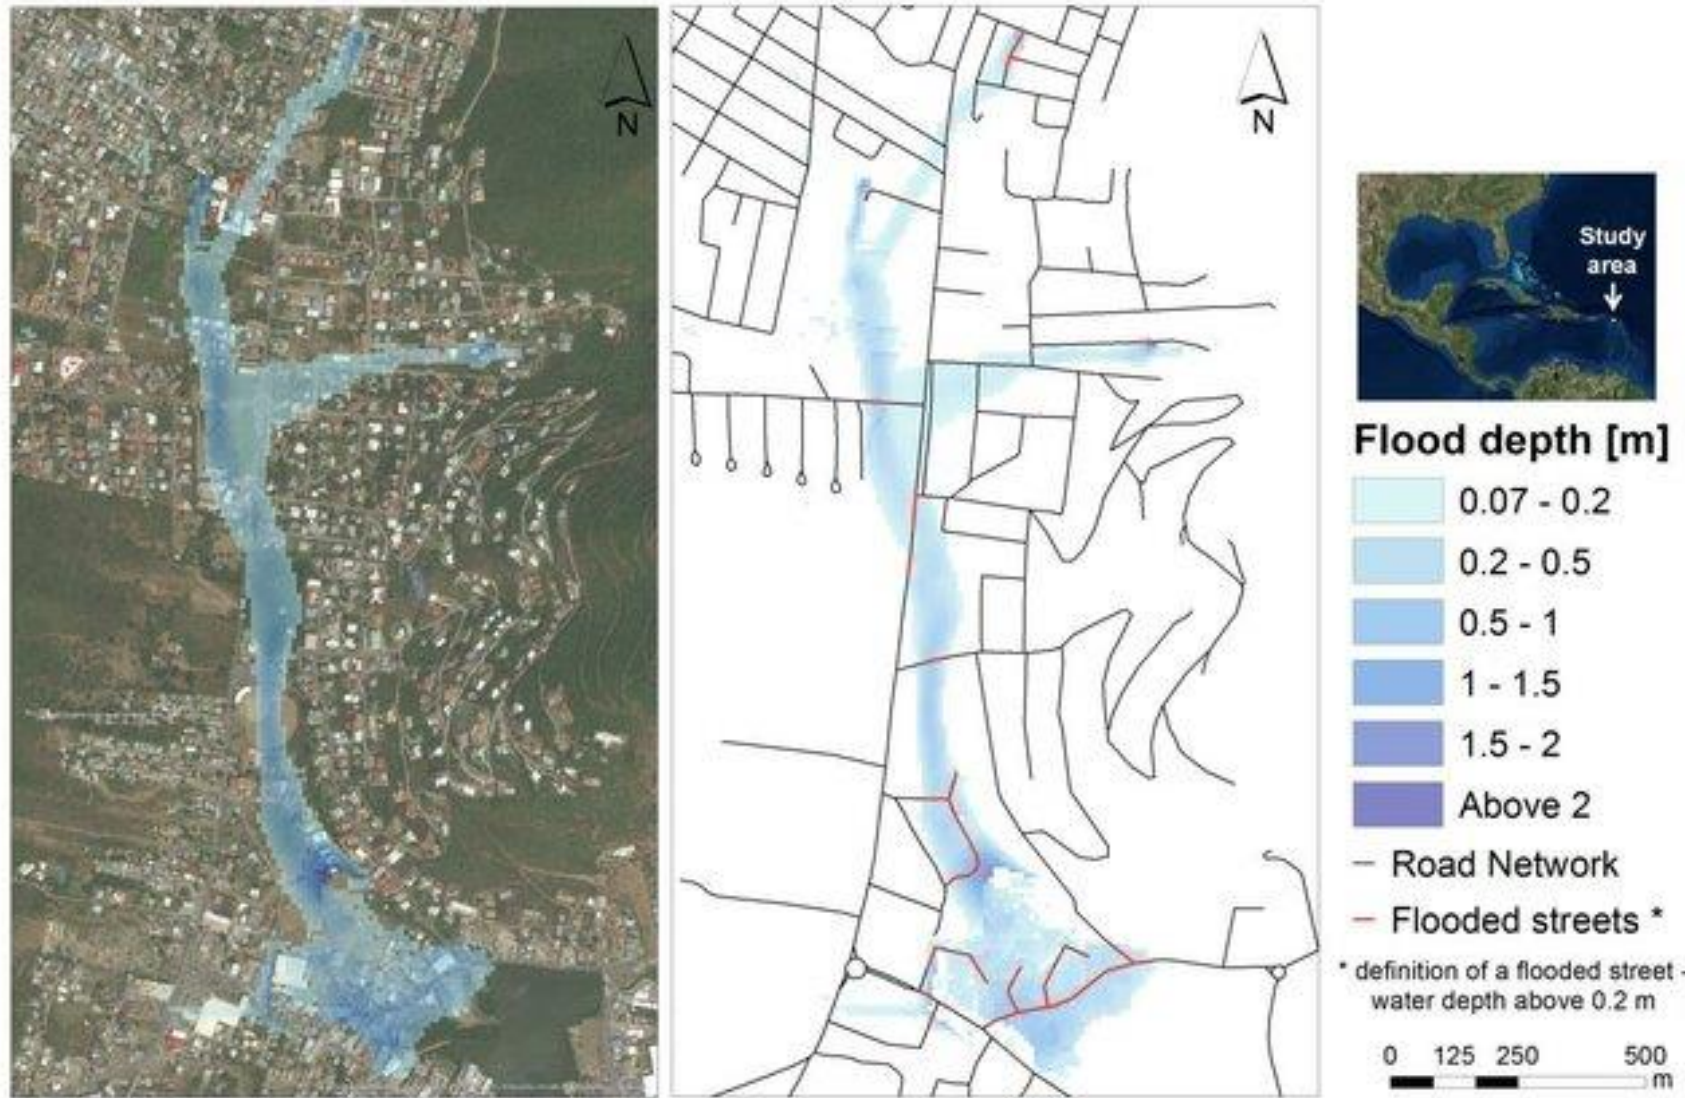 N
N
Study
area
Flood depth [m]
0.07 - 0.2
0.2 - 0.5
0.5 - 1
1 - 1.5
1.5 - 2
Above 2
Road Network
Flooded streets *
* definition of a flooded street -
water depth above 0.2 m
0 125 250 500
m